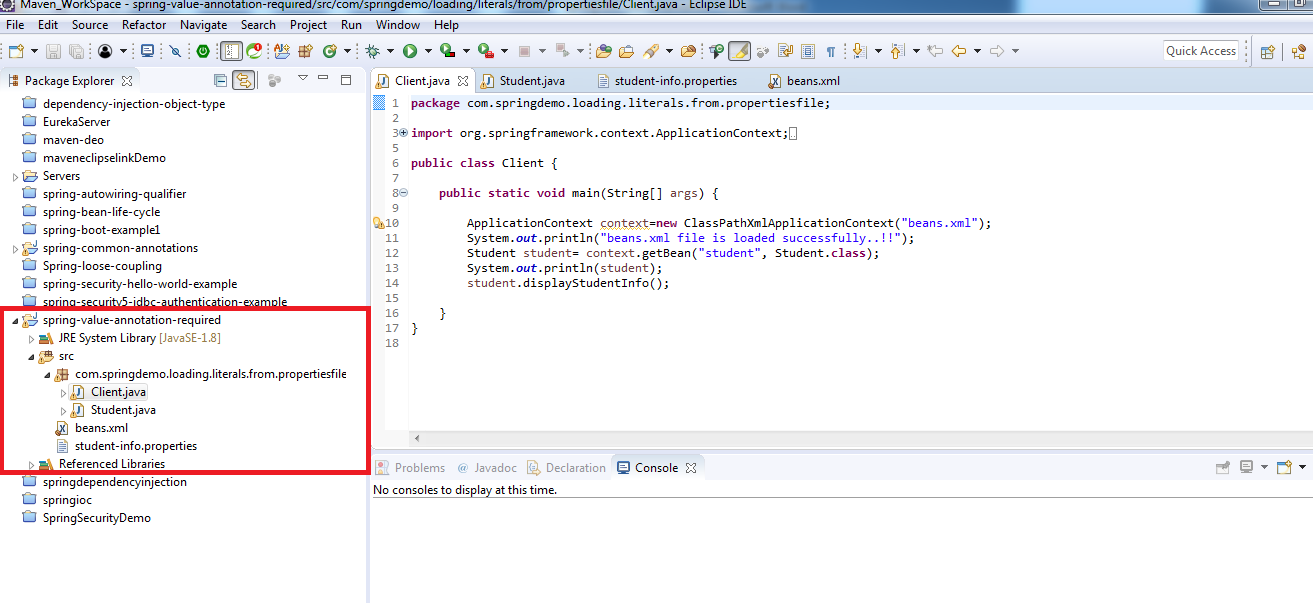 Maven_WorkSpace - spring-value-annotation-required/src/com/springdemo/loading/literals/from/propertiesfile/Client.java - Eclipse IDE
File Edit Source Refactor Navigate Search Project Run Window Help
Quick Access
Package Explorer
dependency-injection-object-type
EurekaServer
maven-deo
maveneclipselinkDemo
Servers
spring-autowiring-qualifier
spring-bean-life-cycle
spring-boot-example1
spring-common-annotations
Spring-loose-coupling
spring-security-hello-world-example
spring-security5-jdbc-authentication-example
spring-value-annotation-required
JRE System Library [JavaSE-1.8]
src
com.springdemo.loading.literals.from.propertiesfile
Client.java
Student.java
beans.xml
student-info.properties
Referenced Libraries
springdependencyinjection
springioc
SpringSecurityDemo
Client.java Student.java student-info.properties beans.xml
1 package com.springdemo.loading.literals.from.propertiesfile;
2
3 import org.springframework.context.ApplicationContext;
5
6 public class Client {
7
8 public static void main(String[] args) {
9
10 ApplicationContext context=new ClassPathXmlApplicationContext("beans.xml");
11 System.out.println("beans.xml file is loaded successfully..!!");
12 Student student= context.getBean("student", Student.class);
13 System.out.println(student);
14 student.displayStudentInfo();
15
16 }
17 }
18
Problems @ Javadoc Declaration Console
No consoles to display at this time.